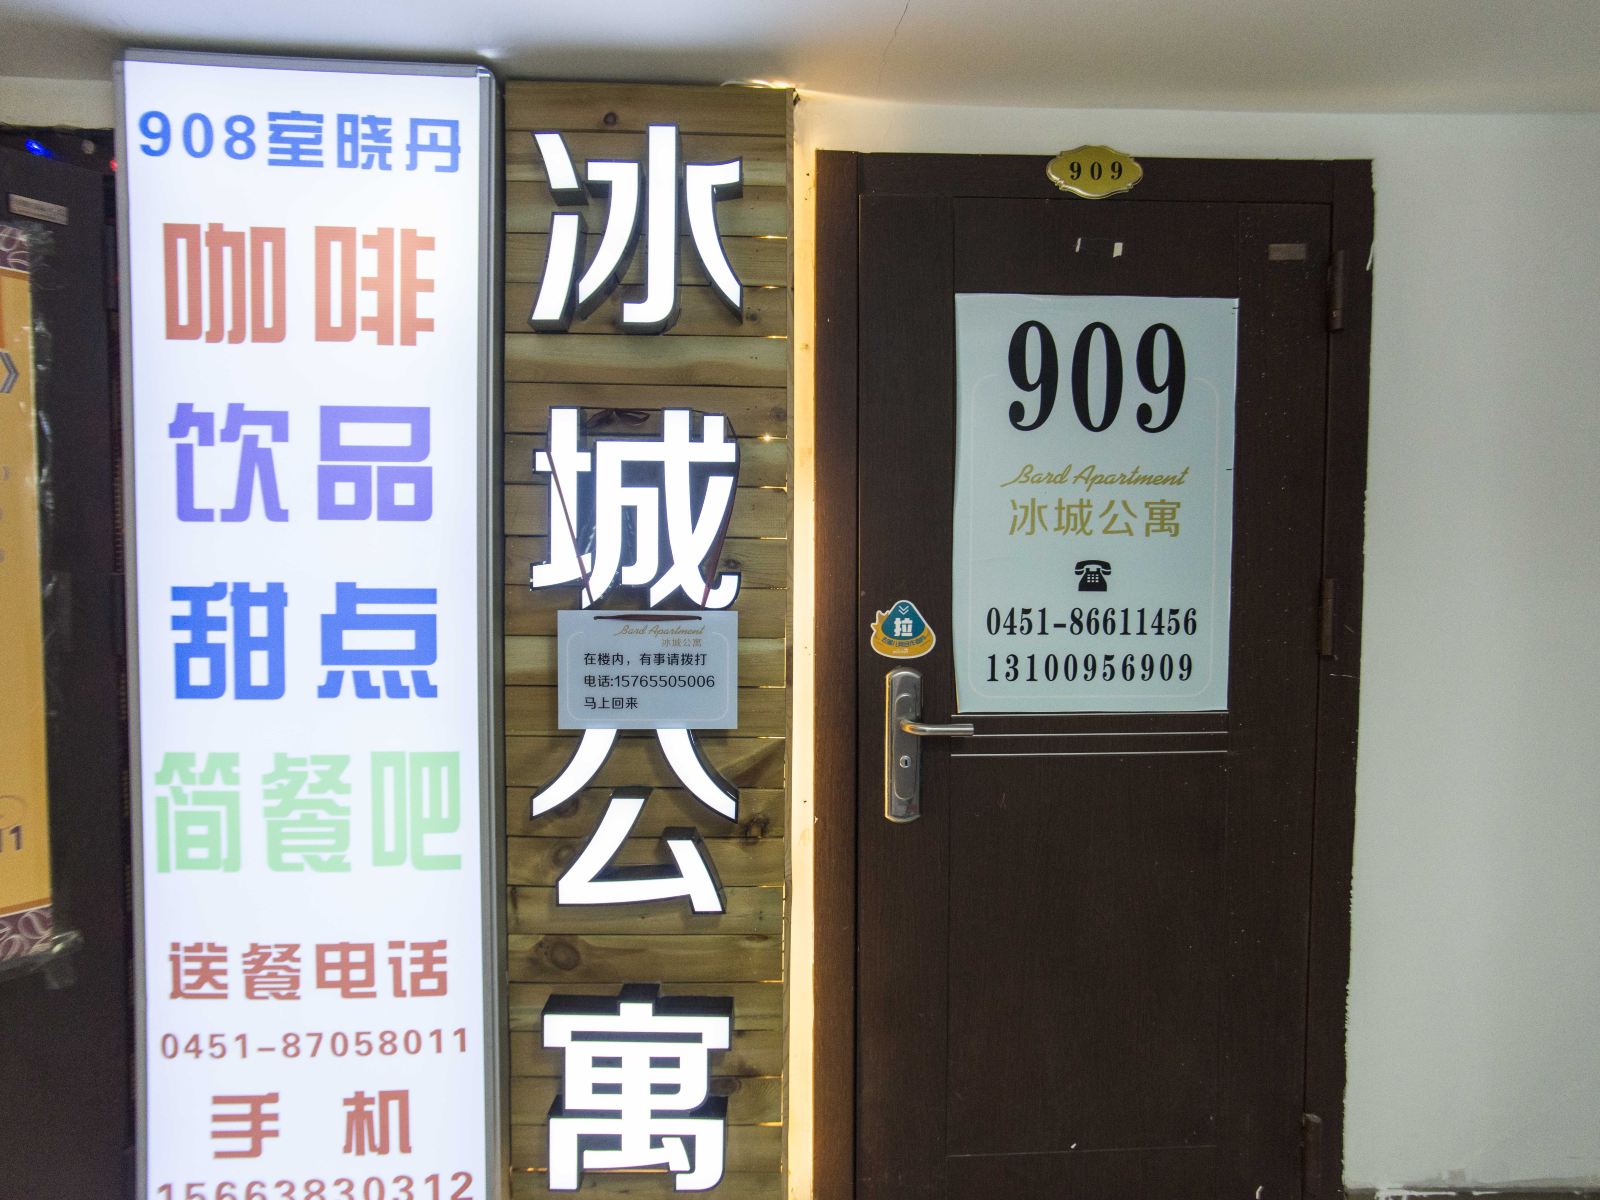 908室晓丹
咖啡
饮品
甜点
简餐吧
送餐电话
0451-87058011
手机
15663830312
冰城公寓
Bard Apartment
冰城公寓
在楼内，有事请拨打
电话:15765505006
马上回来
909
909
Bard Apartment
冰城公寓
0451-86611456
13100956909
拉
11